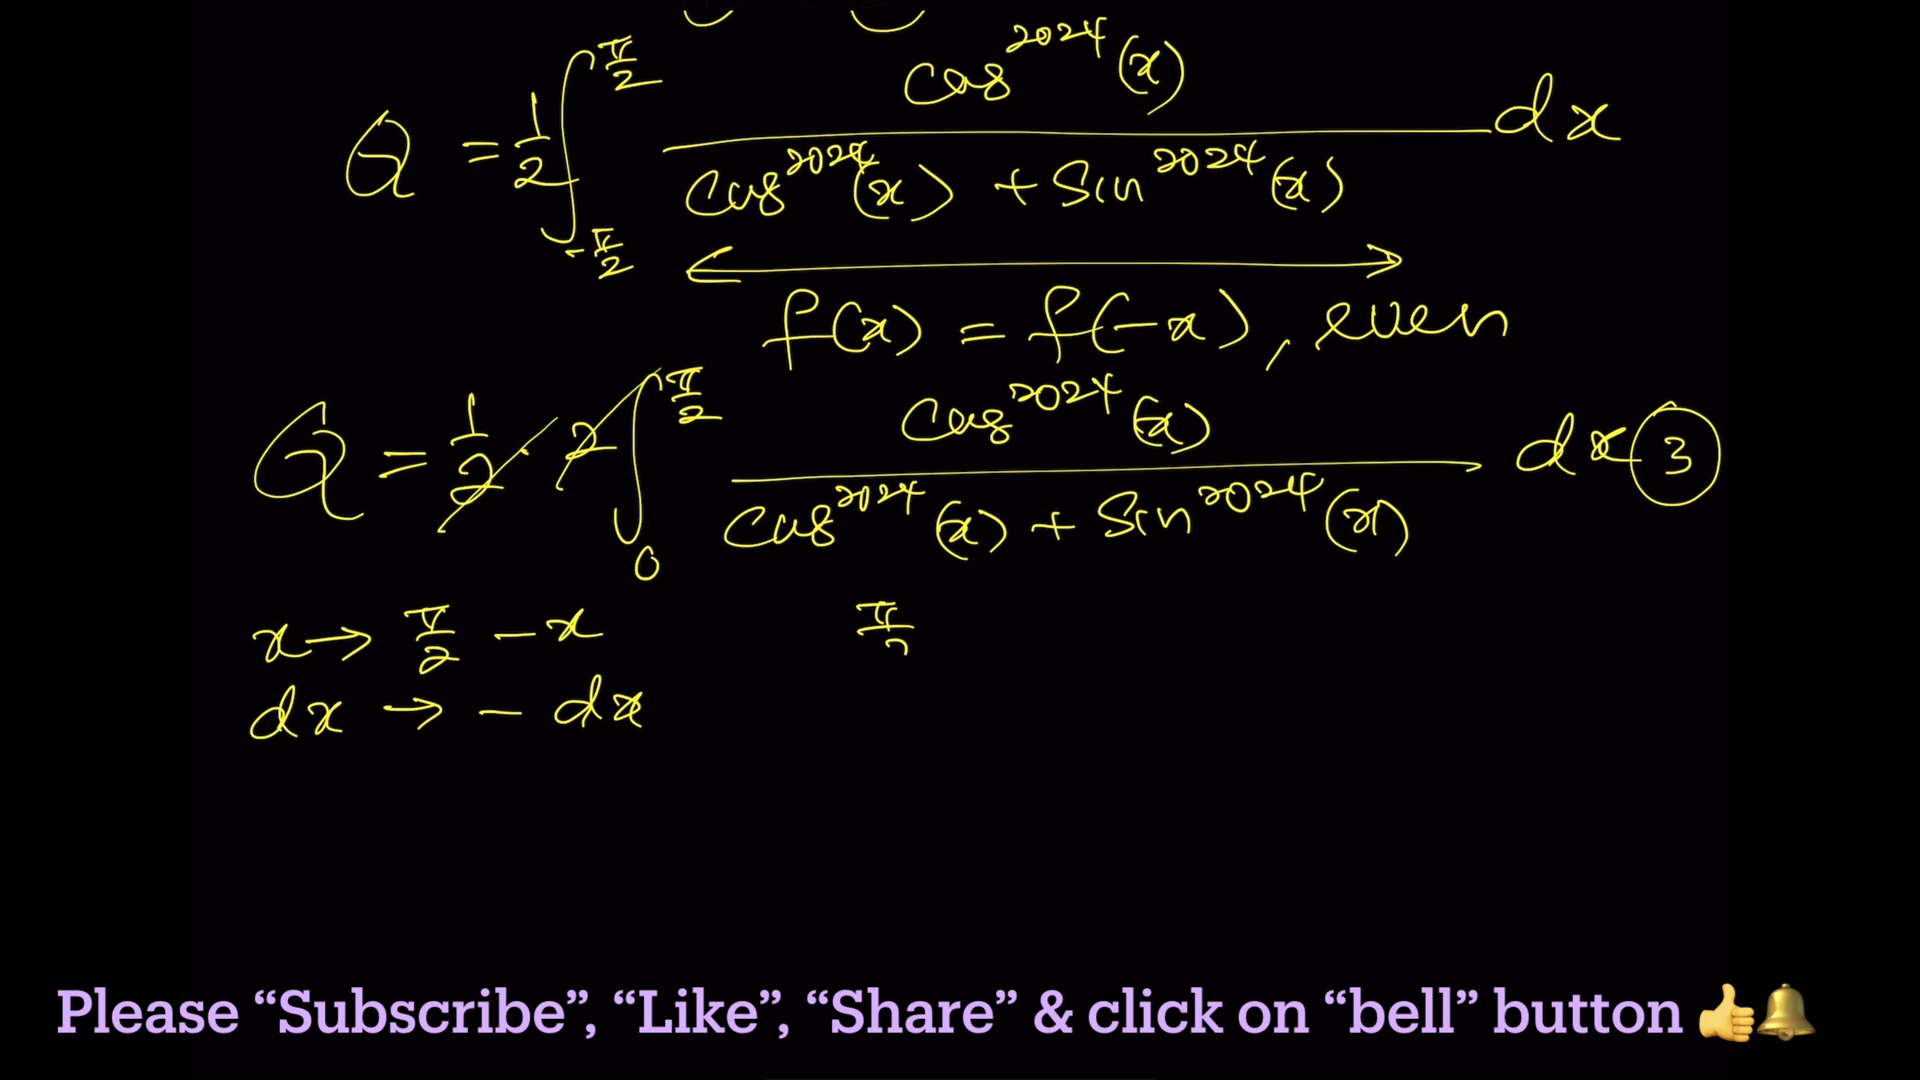 Q = 1/2 ∫_{-π/2}^{π/2} cos^2024(x) / (cos^2024(x) + sin^2024(x)) dx
f(x) = f(-x), even
Q = 1/2 · 2 ∫_0^{π/2} cos^2024(x) / (cos^2024(x) + sin^2024(x)) dx 3
x → π/2 - x π/2
dx → - dx
Please “Subscribe”, “Like”, “Share” & click on “bell” button 👍🔔